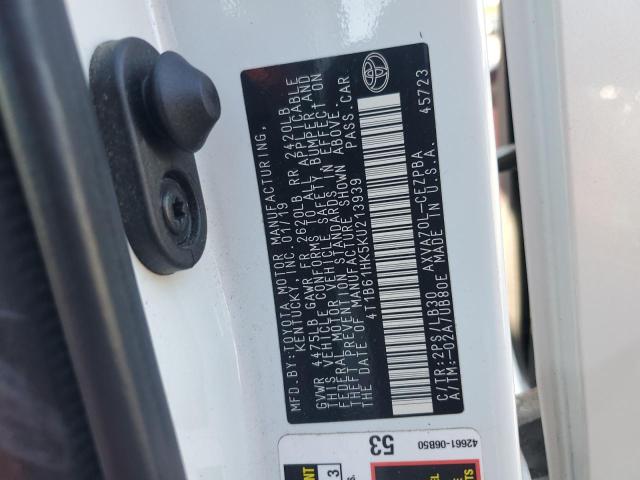 MFD.BY:TOYOTA MOTOR MANUFACTURING,
KENTUCKY, INC. 01/19
GVWR 4475LB GAWR FR 2620LB RR 2420LB
THIS VEHICLE CONFORMS TO ALL APPLICABLE
FEDERAL MOTOR VEHICLE SAFETY, BUMPER AND
THEFT PREVENTION STANDARDS IN EFFECT ON
THE DATE OF MANUFACTURE SHOWN ABOVE.
4T1B61HK5KU213939 PASS.CAR
C/TR:2PS/LB30 AXVA70L-CEZPBA
A/TM:-02A/UB80E MADE IN U.S.A. 45723
53
42661-06B50
3